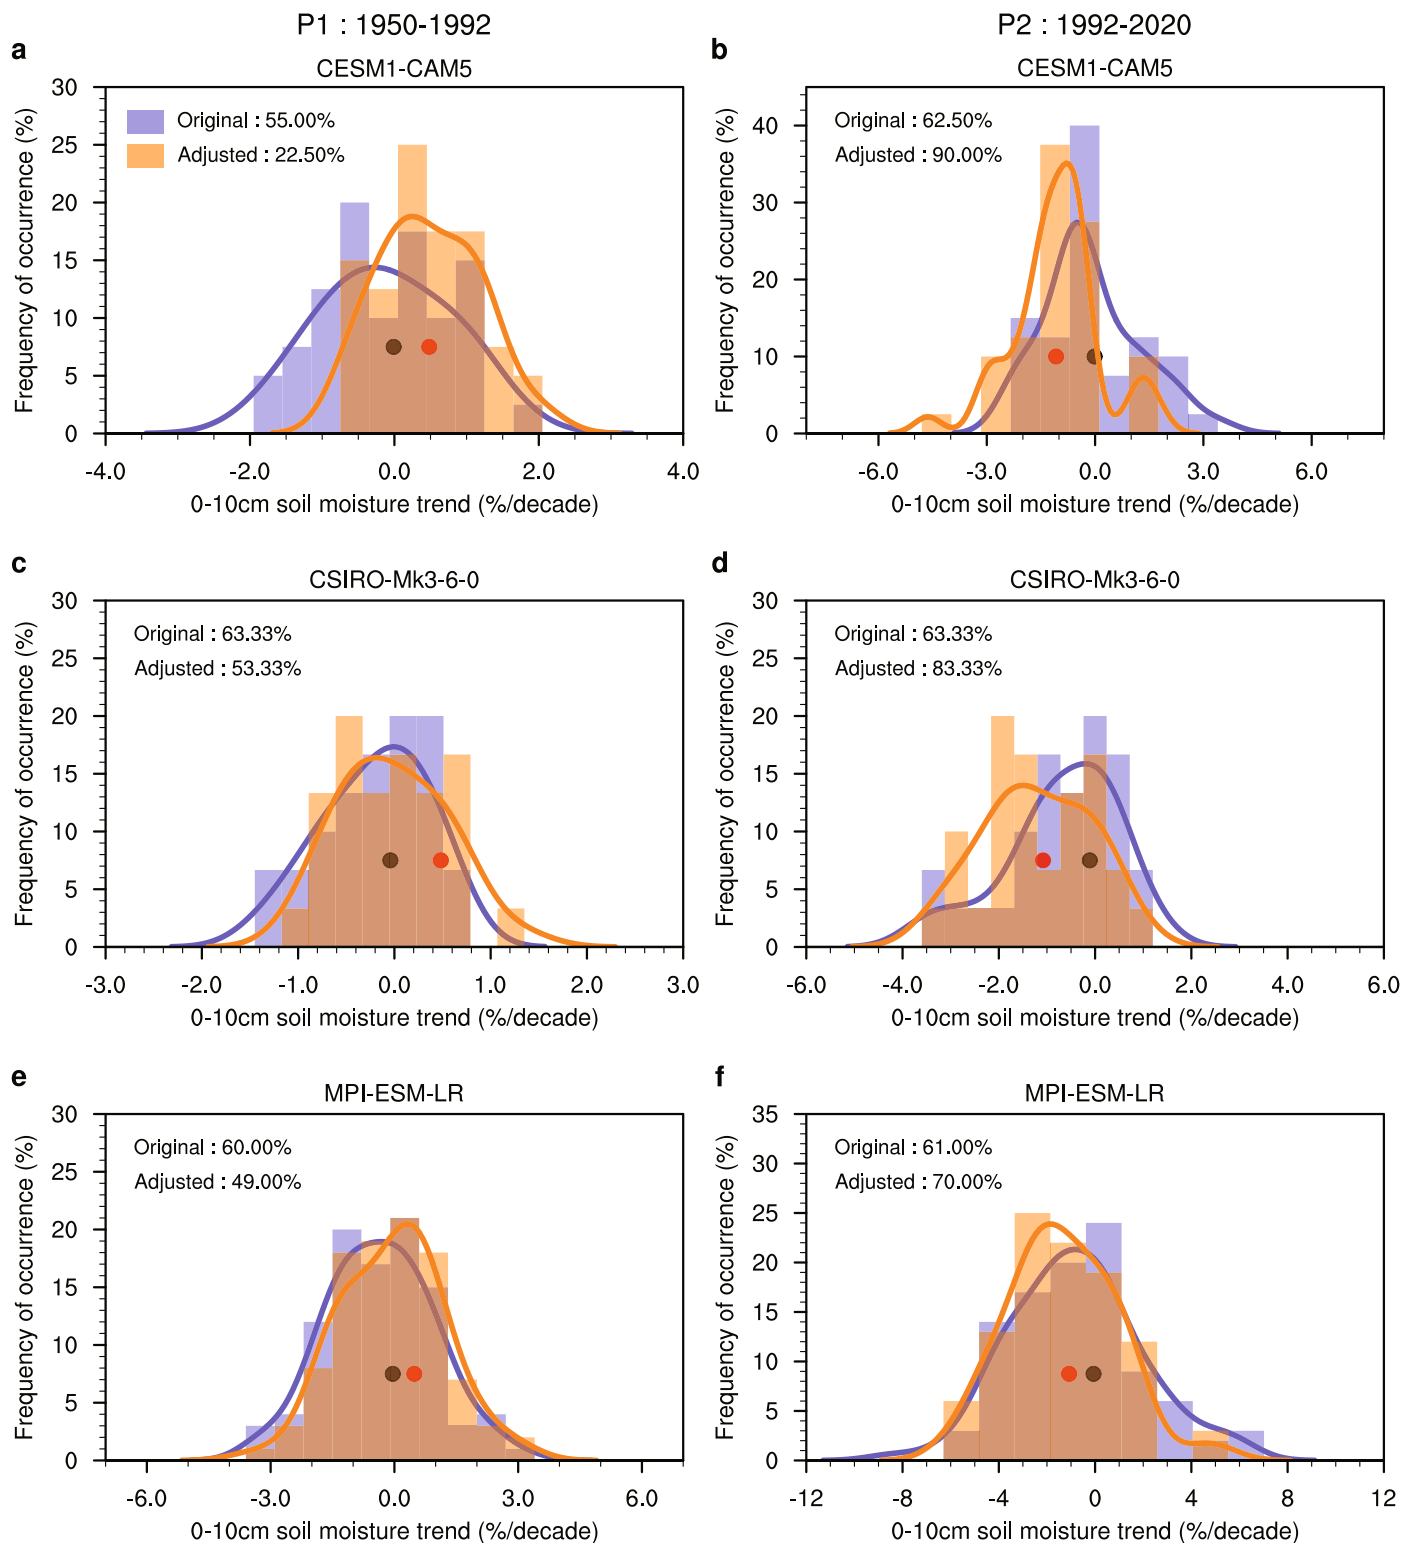 P1 : 1950-1992
P2 : 1992-2020
a
CESM1-CAM5
Frequency of occurrence (%)
30
25
20
15
10
5
0
Original : 55.00%
Adjusted : 22.50%
-4.0 -2.0 0.0 2.0 4.0
0-10cm soil moisture trend (%/decade)
b
CESM1-CAM5
Frequency of occurrence (%)
40
30
20
10
0
Original : 62.50%
Adjusted : 90.00%
-6.0 -3.0 0.0 3.0 6.0
0-10cm soil moisture trend (%/decade)
c
CSIRO-Mk3-6-0
Frequency of occurrence (%)
30
25
20
15
10
5
0
Original : 63.33%
Adjusted : 53.33%
-3.0 -2.0 -1.0 0.0 1.0 2.0 3.0
0-10cm soil moisture trend (%/decade)
d
CSIRO-Mk3-6-0
Frequency of occurrence (%)
30
25
20
15
10
5
0
Original : 63.33%
Adjusted : 83.33%
-6.0 -4.0 -2.0 0.0 2.0 4.0 6.0
0-10cm soil moisture trend (%/decade)
e
MPI-ESM-LR
Frequency of occurrence (%)
30
25
20
15
10
5
0
Original : 60.00%
Adjusted : 49.00%
-6.0 -3.0 0.0 3.0 6.0
0-10cm soil moisture trend (%/decade)
f
MPI-ESM-LR
Frequency of occurrence (%)
35
30
25
20
15
10
5
0
Original : 61.00%
Adjusted : 70.00%
-12 -8 -4 0 4 8 12
0-10cm soil moisture trend (%/decade)